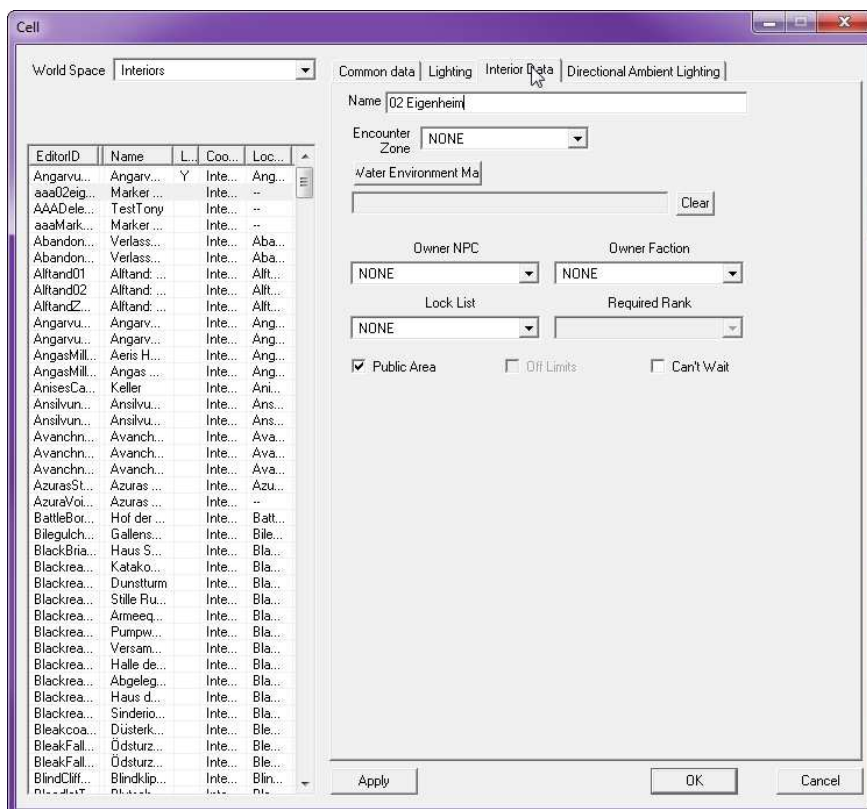 Cell
World Space Interiors
Common data Lighting Interior Data Directional Ambient Lighting
Name 02 Eigenheim
Encounter Zone NONE
Water Environment Ma
Clear
Owner NPC Owner Faction
NONE NONE
Lock List Required Rank
NONE
Public Area Off Limits Can't Wait
EditorID Name L... Coo... Loc...
Angarvu... Angarv... Y Inte... Ang...
aaa02eig... Marker ... Inte... --
AAADele... TestTony Inte... --
aaaMark... Marker ... Inte... --
Abandon... Verlass... Inte... Aba...
Abandon... Verlass... Inte... Aba...
Alftand01 Alftand: ... Inte... Alft...
Alftand02 Alftand: ... Inte... Alft...
AlftandZ... Alftand: ... Inte... Alft...
Angarvu... Angarv... Inte... Ang...
Angarvu... Angarv... Inte... Ang...
AngasMill... Aeris H... Inte... Ang...
AngasMill... Angas ... Inte... Ang...
AnisesCa... Keller Inte... Ani...
Ansilvun... Ansilvu... Inte... Ans...
Ansilvun... Ansilvu... Inte... Ans...
Avanchn... Avanch... Inte... Ava...
Avanchn... Avanch... Inte... Ava...
Avanchn... Avanch... Inte... Ava...
AzurasSt... Azuras ... Inte... Azu...
AzuraVoi... Azuras ... Inte... --
BattleBor... Hof der ... Inte... Batt...
Bilegulch... Gallens... Inte... Bile...
BlackBria... Haus S... Inte... Bla...
Blackrea... Katako... Inte... Bla...
Blackrea... Dunstturm Inte... Bla...
Blackrea... Stille Ru... Inte... Bla...
Blackrea... Armeeq... Inte... Bla...
Blackrea... Pumpw... Inte... Bla...
Blackrea... Versam... Inte... Bla...
Blackrea... Halle de... Inte... Bla...
Blackrea... Abgeleg... Inte... Bla...
Blackrea... Haus d... Inte... Bla...
Blackrea... Sinderio... Inte... Bla...
Bleakcoa... Düsterk... Inte... Ble...
BleakFall... Ödsturz... Inte... Ble...
BleakFall... Ödsturz... Inte... Ble...
BlindCliff... Blindklip... Inte... Blin...
Apply OK Cancel